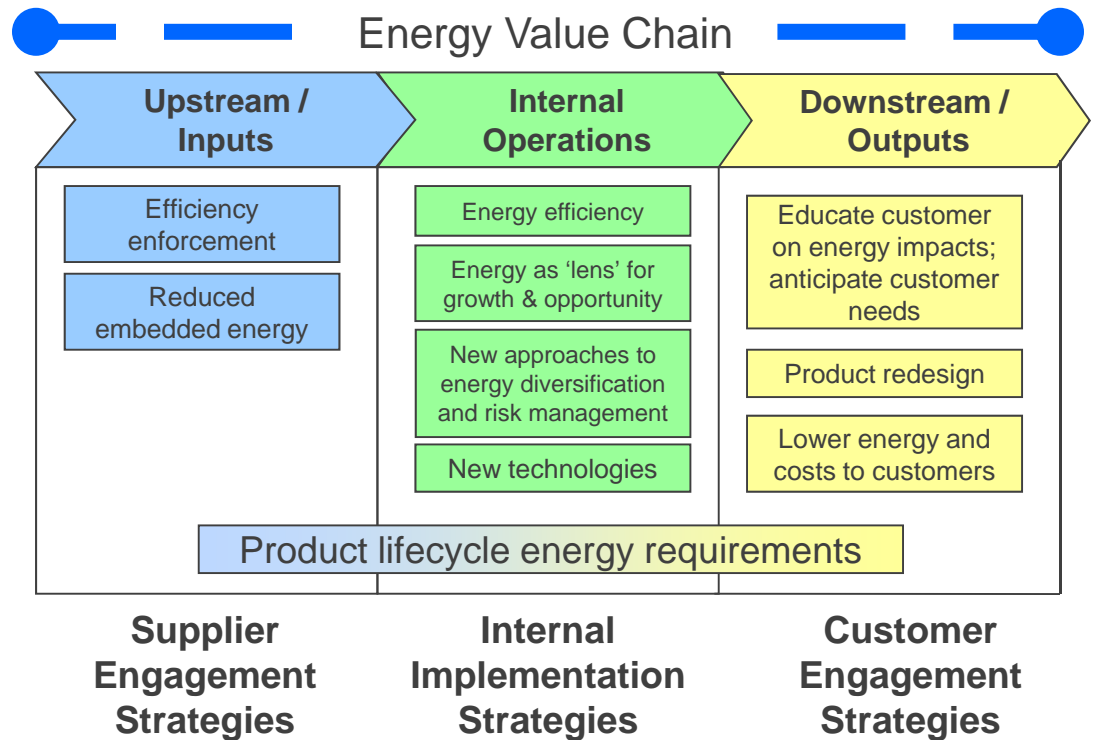 Energy Value Chain
Upstream /
Inputs
Internal
Operations
Downstream /
Outputs
Efficiency
enforcement
Reduced
embedded energy
Energy efficiency
Energy as ‘lens’ for
growth & opportunity
New approaches to
energy diversification
and risk management
New technologies
Educate customer
on energy impacts;
anticipate customer
needs
Product redesign
Lower energy and
costs to customers
Product lifecycle energy requirements
Supplier
Engagement
Strategies
Internal
Implementation
Strategies
Customer
Engagement
Strategies